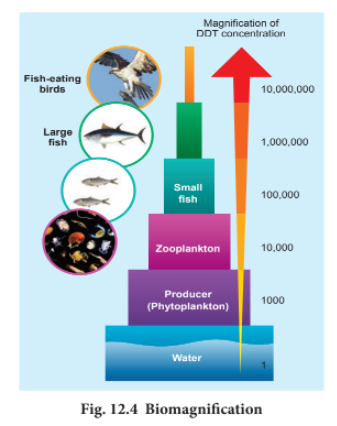 Magnification of
DDT concentration
Fish-eating
birds
10,000,000
Large
fish
1,000,000
Small
fish
100,000
Zooplankton
10,000
Producer
(Phytoplankton)
1000
Water
1
Fig. 12.4 Biomagnification